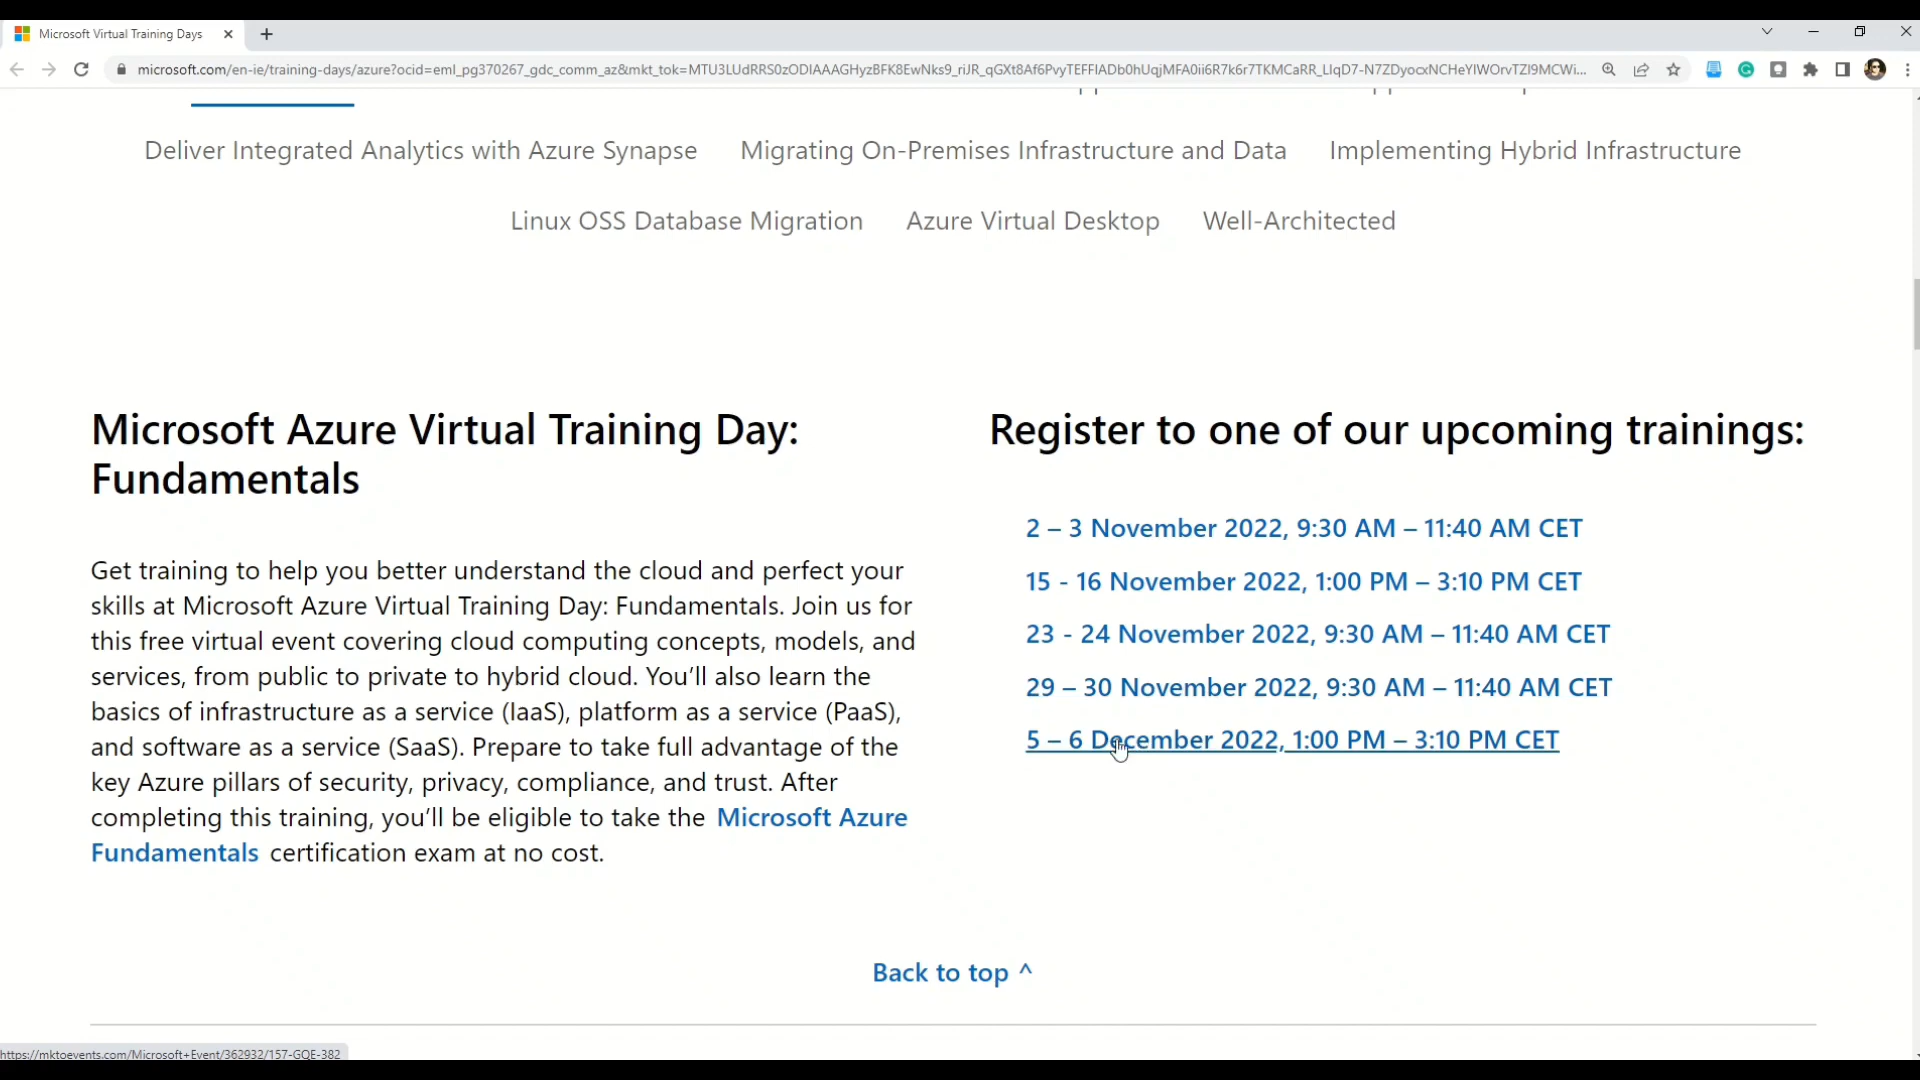 Microsoft Virtual Training Days
microsoft.com/en-ie/training-days/azure?ocid=eml_pg370267_gdc_comm_az&mkt_tok=MTU3LUdRRS0zODIAAAGHyzBFK8EwNks9_riJR_qGXt8Af6PvyTEFFIADb0hUqjMFA0ii6R7k6r7TKMCaRR_LIqD7-N7ZDyocxNCHeYIWOrvTZI9MCWi...
Deliver Integrated Analytics with Azure Synapse Migrating On-Premises Infrastructure and Data Implementing Hybrid Infrastructure
Linux OSS Database Migration Azure Virtual Desktop Well-Architected
Microsoft Azure Virtual Training Day:
Fundamentals
Get training to help you better understand the cloud and perfect your
skills at Microsoft Azure Virtual Training Day: Fundamentals. Join us for
this free virtual event covering cloud computing concepts, models, and
services, from public to private to hybrid cloud. You’ll also learn the
basics of infrastructure as a service (IaaS), platform as a service (PaaS),
and software as a service (SaaS). Prepare to take full advantage of the
key Azure pillars of security, privacy, compliance, and trust. After
completing this training, you’ll be eligible to take the Microsoft Azure
Fundamentals certification exam at no cost.
Register to one of our upcoming trainings:
2 – 3 November 2022, 9:30 AM – 11:40 AM CET
15 - 16 November 2022, 1:00 PM – 3:10 PM CET
23 - 24 November 2022, 9:30 AM – 11:40 AM CET
29 – 30 November 2022, 9:30 AM – 11:40 AM CET
5 – 6 December 2022, 1:00 PM – 3:10 PM CET
Back to top ^
https://mktoevents.com/Microsoft+Event/362932/157-GQE-382